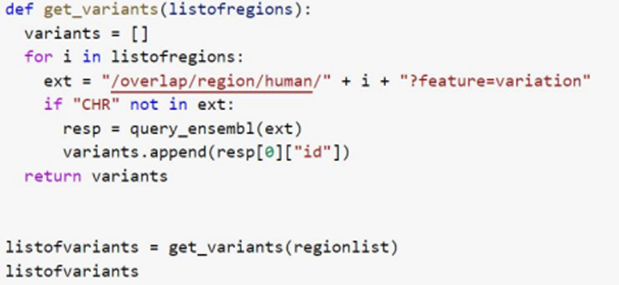 def get_variants(listofregions):
  variants = []
  for i in listofregions:
    ext = "/overlap/region/human/" + i + "?feature=variation"
    if "CHR" not in ext:
      resp = query_ensembl(ext)
      variants.append(resp[0]["id"])
  return variants
listofvariants = get_variants(regionlist)
listofvariants